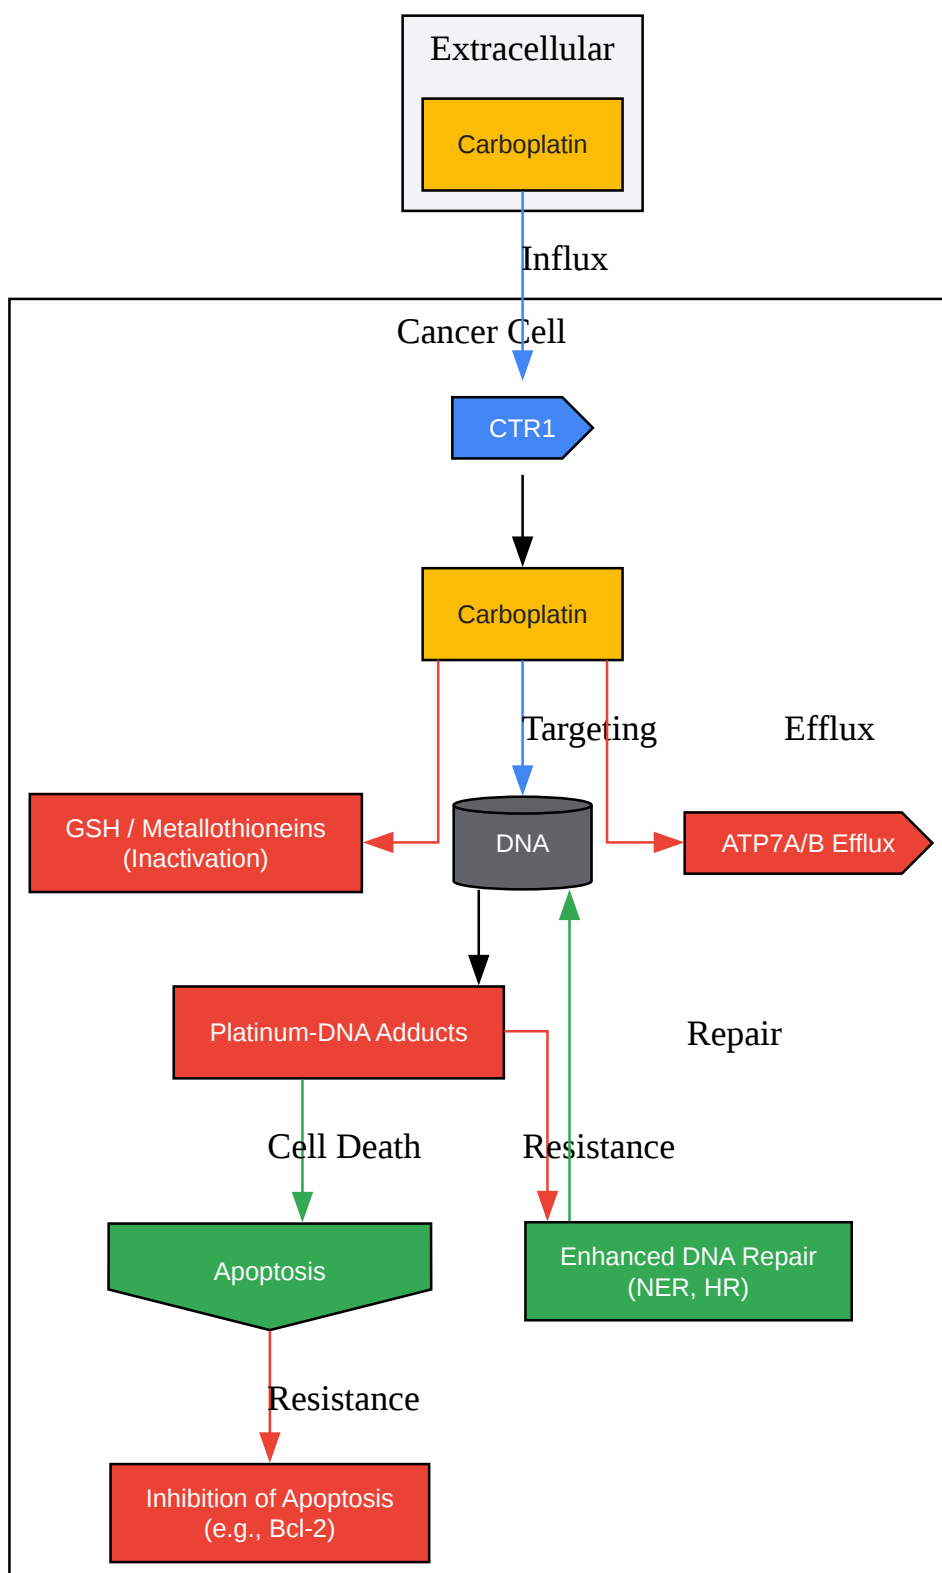 Extracellular
Carboplatin
Influx
Cancer Cell
CTR1
Carboplatin
Targeting
Efflux
GSH / Metallothioneins
(Inactivation)
DNA
ATP7A/B Efflux
Platinum-DNA Adducts
Repair
Cell Death
Resistance
Apoptosis
Enhanced DNA Repair
(NER, HR)
Resistance
Inhibition of Apoptosis
(e.g., Bcl-2)